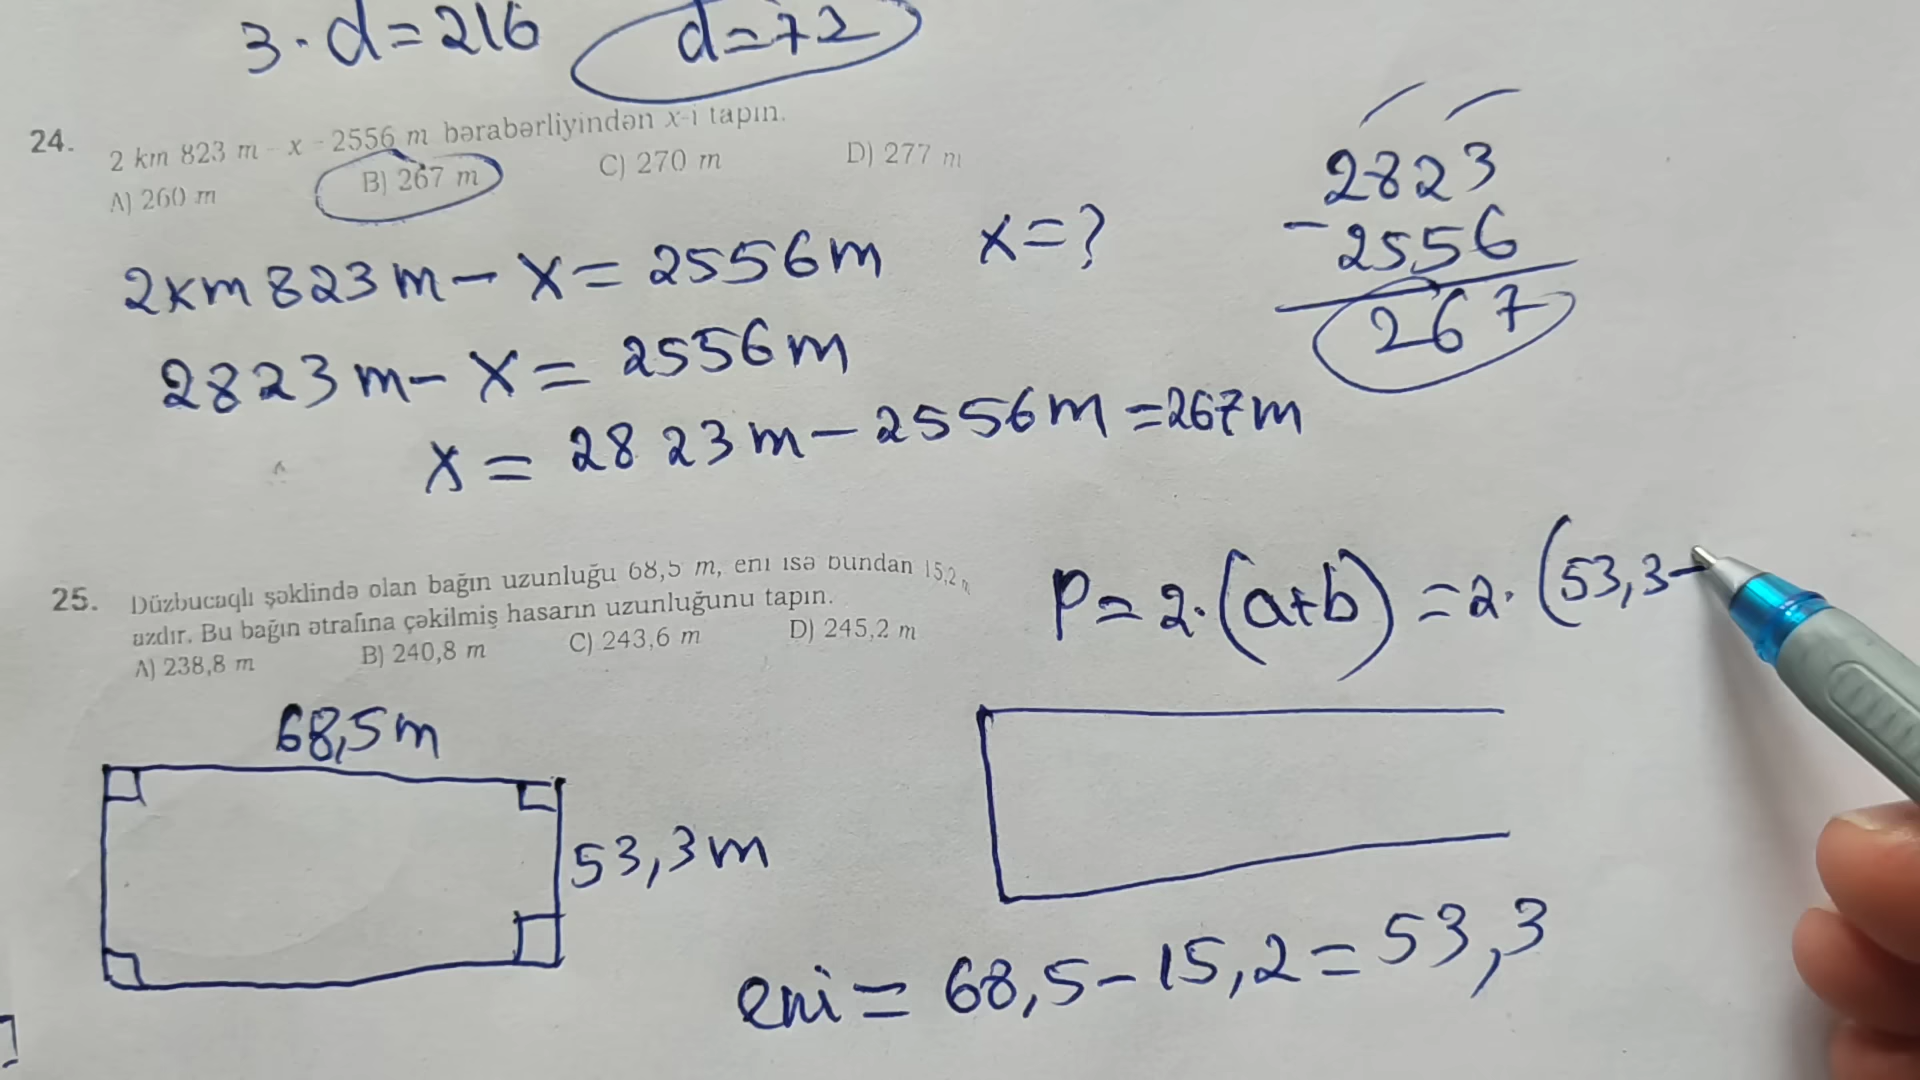 3 · d = 216 d = 72
24. 2 km 823 m - x - 2556 m bərabərliyindən x-i tapın.
A) 260 m B) 267 m C) 270 m D) 277 m
2823
- 2556
267
2km 823m - x = 2556m x = ?
2823m - x = 2556m
x = 2823m - 2556m = 267m
25. Düzbucaqlı şəklində olan bağın uzunluğu 68,5 m, eni isə bundan 15,2 m
azdır. Bu bağın ətrafına çəkilmiş hasarın uzunluğunu tapın.
A) 238,8 m B) 240,8 m C) 243,6 m D) 245,2 m
P = 2 · (a+b) = 2 · (53,3 -
68,5m
53,3m
eni = 68,5 - 15,2 = 53,3